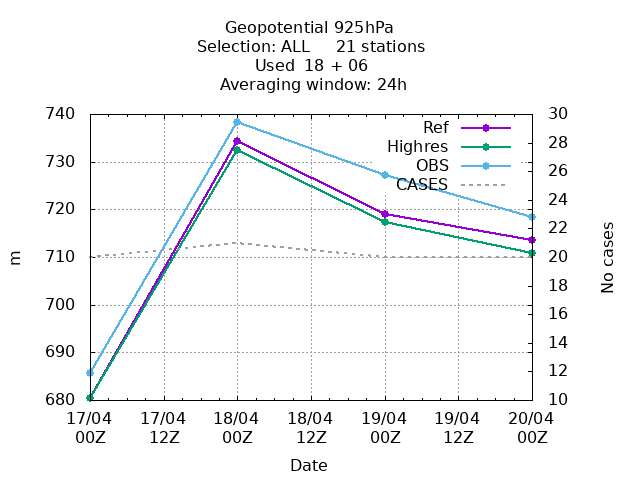 Geopotential 925hPa
Selection: ALL 21 stations
Used 18 + 06
Averaging window: 24h
740
730
720
710
700
690
680
m
30
28
26
24
22
20
18
16
14
12
10
No cases
Ref
Highres
OBS
CASES
17/04 17/04 18/04 18/04 19/04 19/04 20/04
00Z 12Z 00Z 12Z 00Z 12Z 00Z
Date